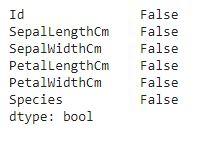 Id               False
SepalLengthCm    False
SepalWidthCm     False
PetalLengthCm    False
PetalWidthCm     False
Species          False
dtype: bool